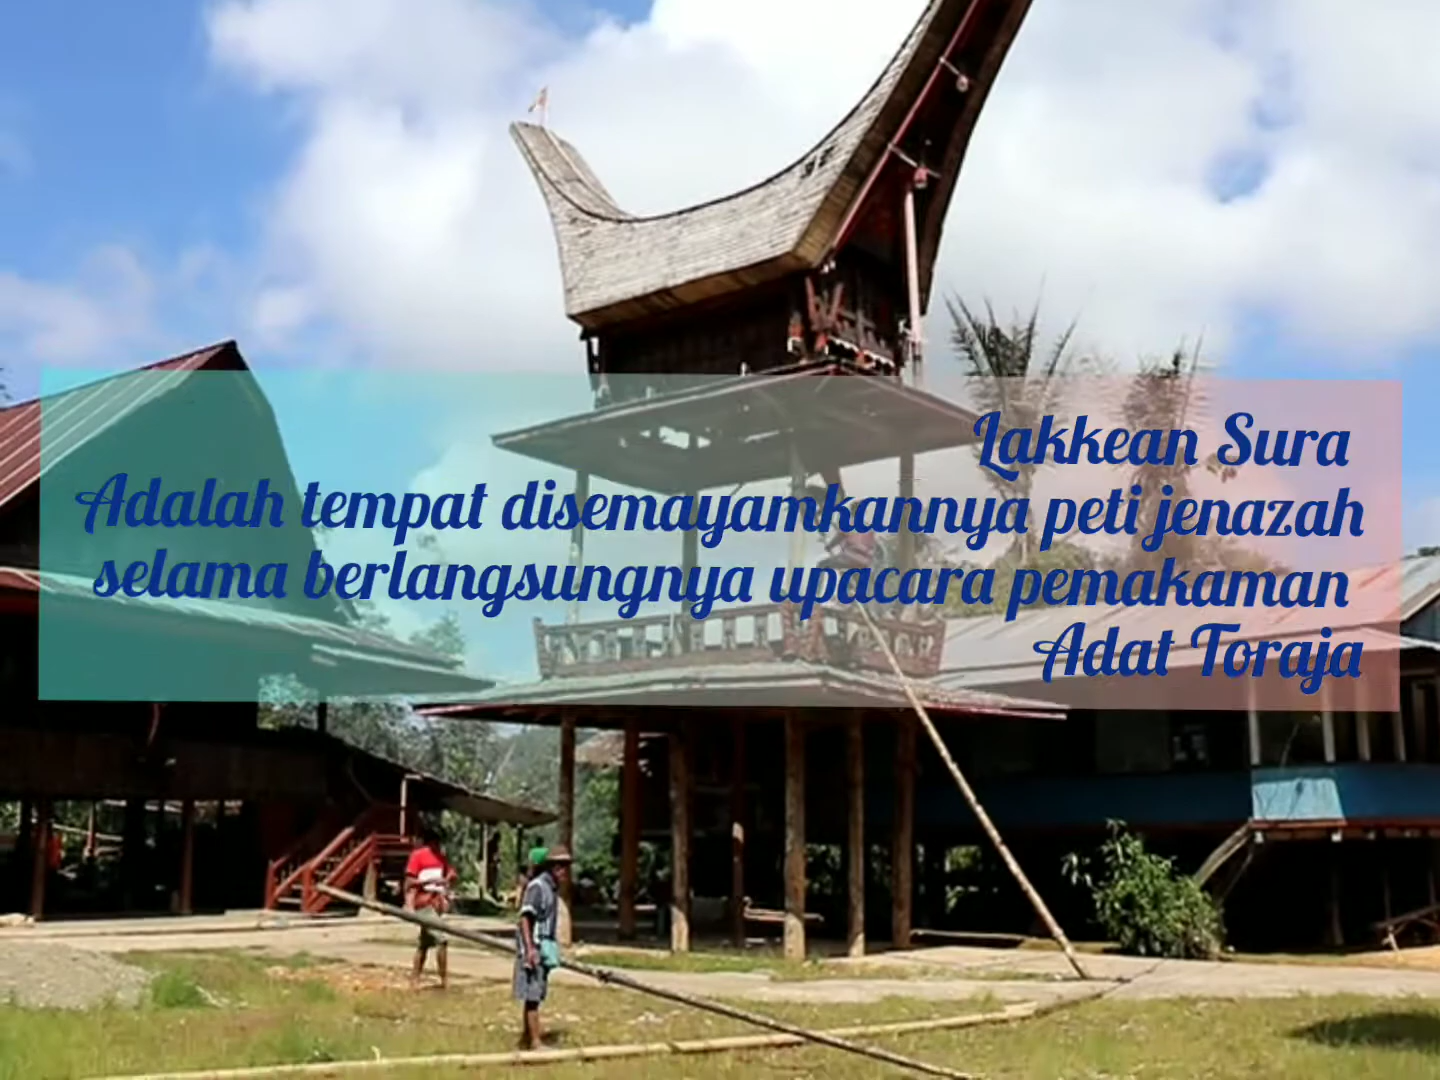 Lakkean Sura
Adalah tempat disemayamkannya peti jenazah
selama berlangsungnya upacara pemakaman
Adat Toraja